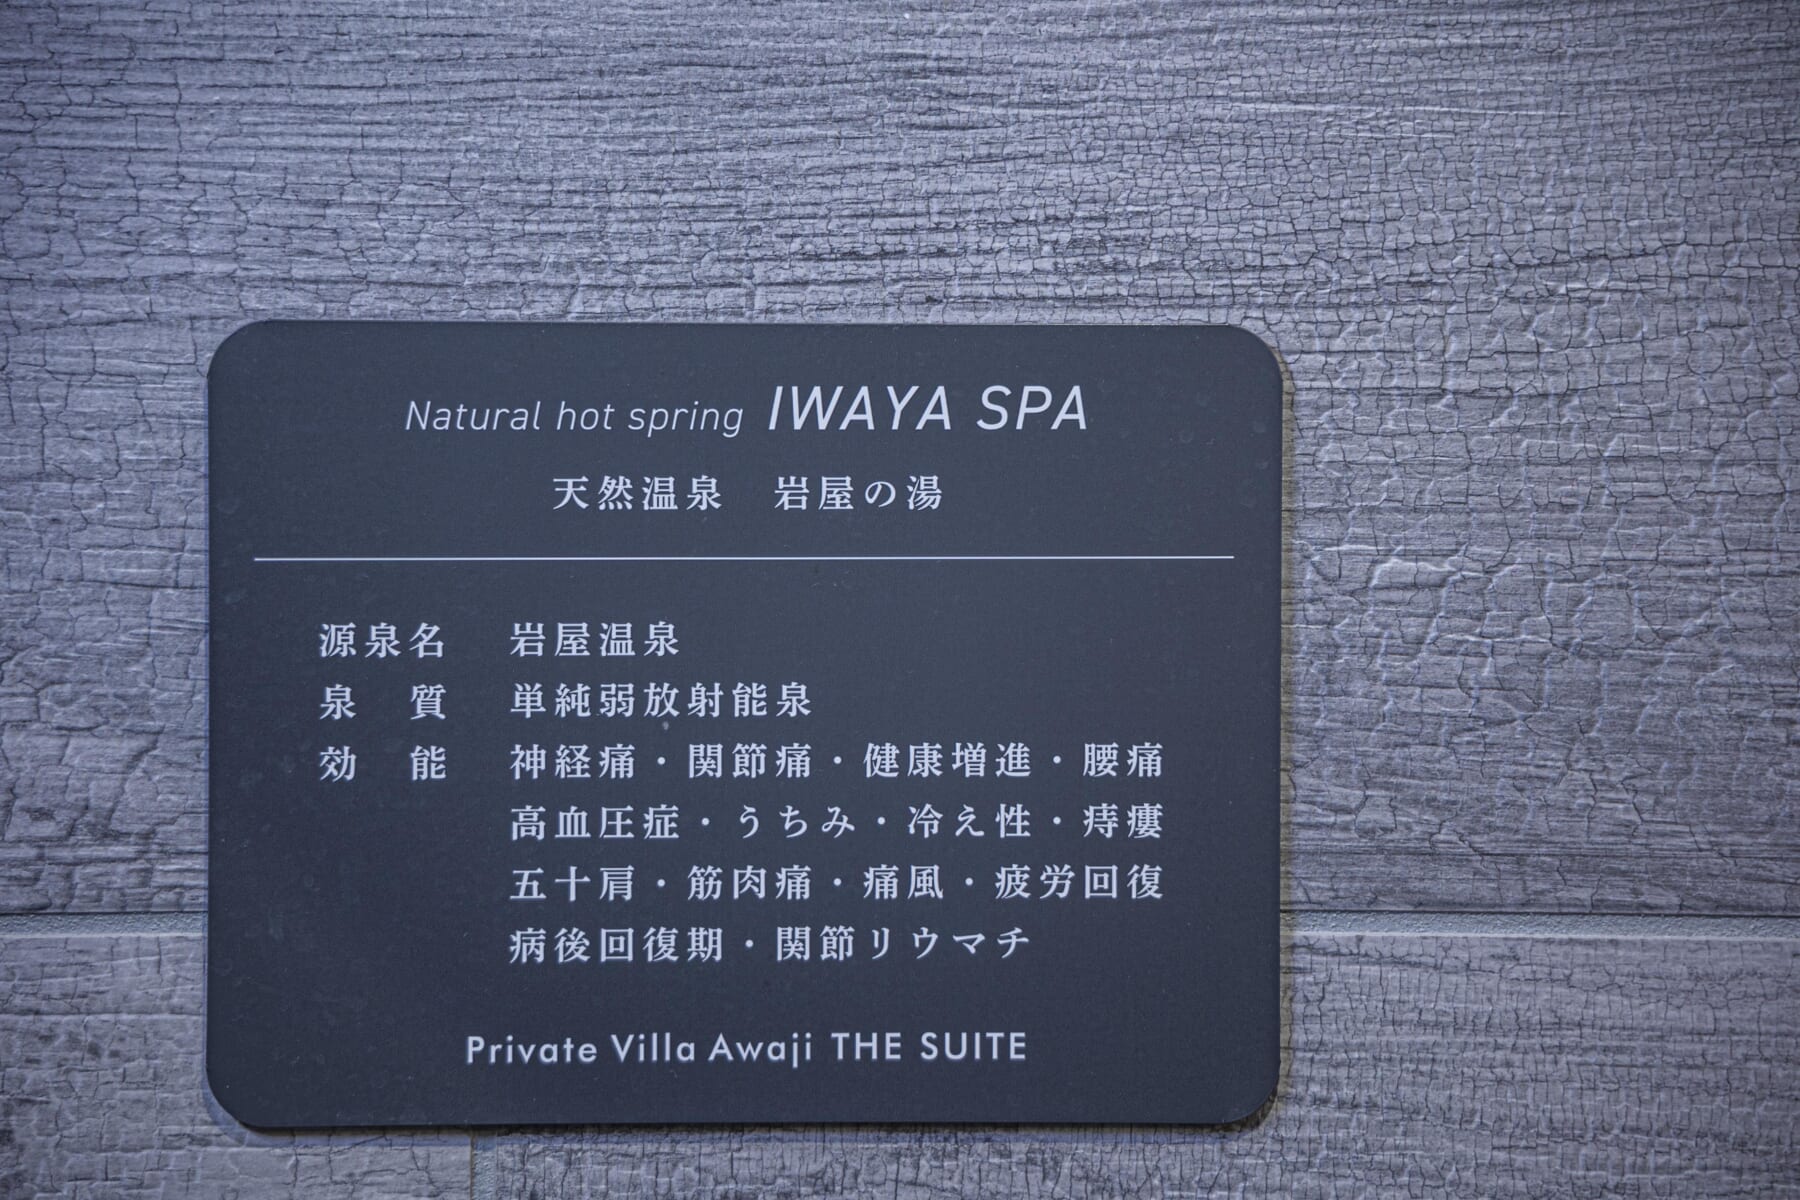 Natural hot spring IWAYA SPA
天然温泉　岩屋の湯
源泉名　岩屋温泉
泉　質　単純弱放射能泉
効　能　神経痛・関節痛・健康増進・腰痛
高血圧症・うちみ・冷え性・痔瘻
五十肩・筋肉痛・痛風・疲労回復
病後回復期・関節リウマチ
Private Villa Awaji THE SUITE